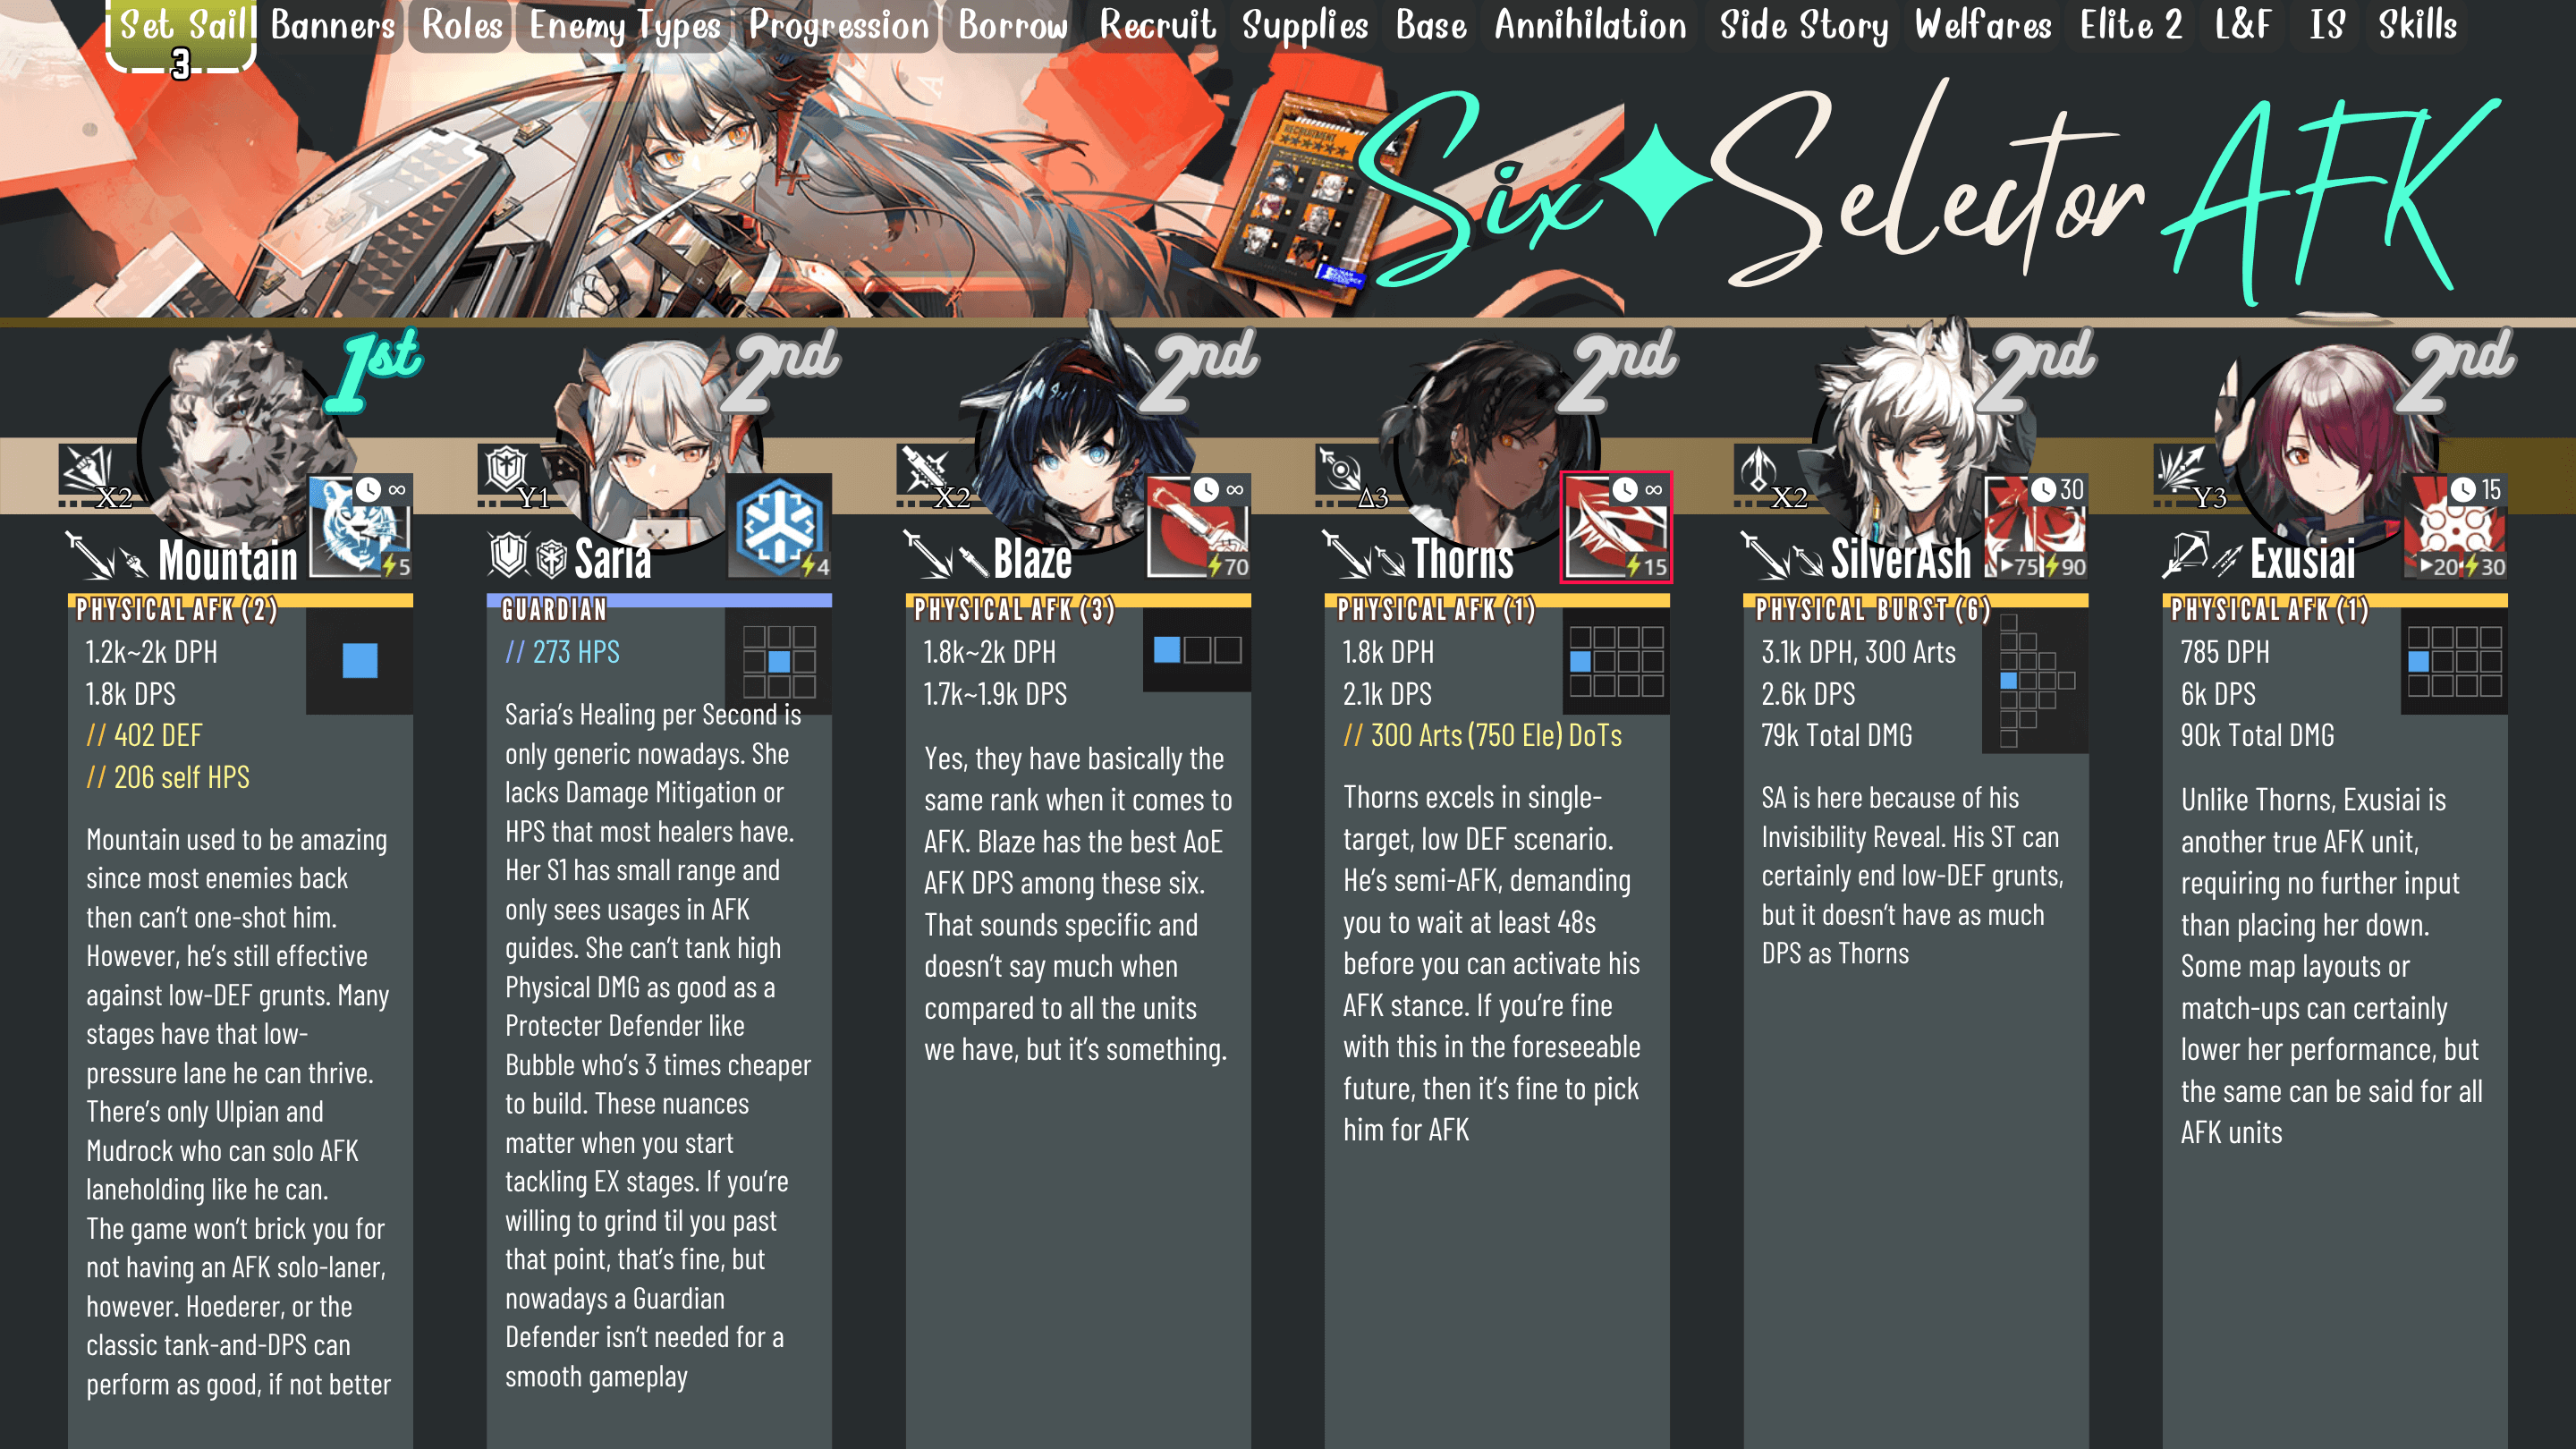 Set Sail Banners Roles Enemy Types Progression Borrow Recruit Supplies Base Annihilation Side Story Welfares Elite 2 L&F IS Skills
3
RECRUITMENT
Six Selector AFK
1st
X2
∞
5
Mountain
PHYSICAL AFK (2)
1.2k~2k DPH
1.8k DPS
// 402 DEF
// 206 self HPS
Mountain used to be amazing
since most enemies back
then can't one-shot him.
However, he's still effective
against low-DEF grunts. Many
stages have that low-
pressure lane he can thrive.
There's only Ulpian and
Mudrock who can solo AFK
laneholding like he can.
The game won't brick you for
not having an AFK solo-laner,
however. Hoederer, or the
classic tank-and-DPS can
perform as good, if not better
2nd
Y1
4
Saria
GUARDIAN
// 273 HPS
Saria's Healing per Second is
only generic nowadays. She
lacks Damage Mitigation or
HPS that most healers have.
Her S1 has small range and
only sees usages in AFK
guides. She can't tank high
Physical DMG as good as a
Protecter Defender like
Bubble who's 3 times cheaper
to build. These nuances
matter when you start
tackling EX stages. If you're
willing to grind til you past
that point, that's fine, but
nowadays a Guardian
Defender isn't needed for a
smooth gameplay
2nd
X2
∞
70
Blaze
PHYSICAL AFK (3)
1.8k~2k DPH
1.7k~1.9k DPS
Yes, they have basically the
same rank when it comes to
AFK. Blaze has the best AoE
AFK DPS among these six.
That sounds specific and
doesn't say much when
compared to all the units
we have, but it's something.
2nd
Δ3
∞
15
Thorns
PHYSICAL AFK (1)
1.8k DPH
2.1k DPS
// 300 Arts (750 Ele) DoTs
Thorns excels in single-
target, low DEF scenario.
He's semi-AFK, demanding
you to wait at least 48s
before you can activate his
AFK stance. If you're fine
with this in the foreseeable
future, then it's fine to pick
him for AFK
2nd
X2
30
75 90
SilverAsh
PHYSICAL BURST (6)
3.1k DPH, 300 Arts
2.6k DPS
79k Total DMG
SA is here because of his
Invisibility Reveal. His ST can
certainly end low-DEF grunts,
but it doesn't have as much
DPS as Thorns
2nd
Y3
15
20 30
Exusiai
PHYSICAL AFK (1)
785 DPH
6k DPS
90k Total DMG
Unlike Thorns, Exusiai is
another true AFK unit,
requiring no further input
than placing her down.
Some map layouts or
match-ups can certainly
lower her performance, but
the same can be said for all
AFK units